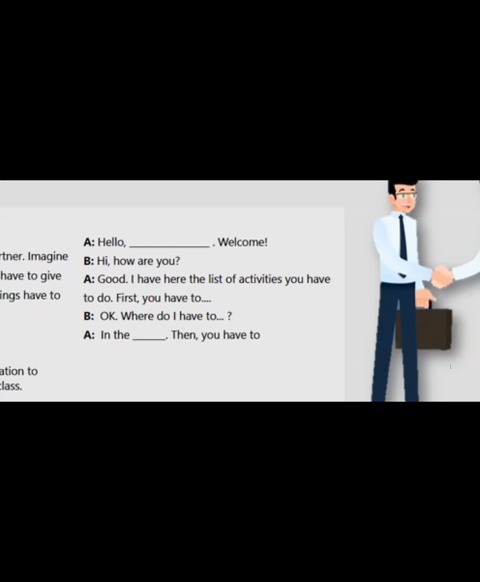 rtner. Imagine
have to give
ings have to
ation to
class.
A: Hello, ______________ . Welcome!
B: Hi, how are you?
A: Good. I have here the list of activities you have
to do. First, you have to....
B: OK. Where do I have to... ?
A: In the ______. Then, you have to